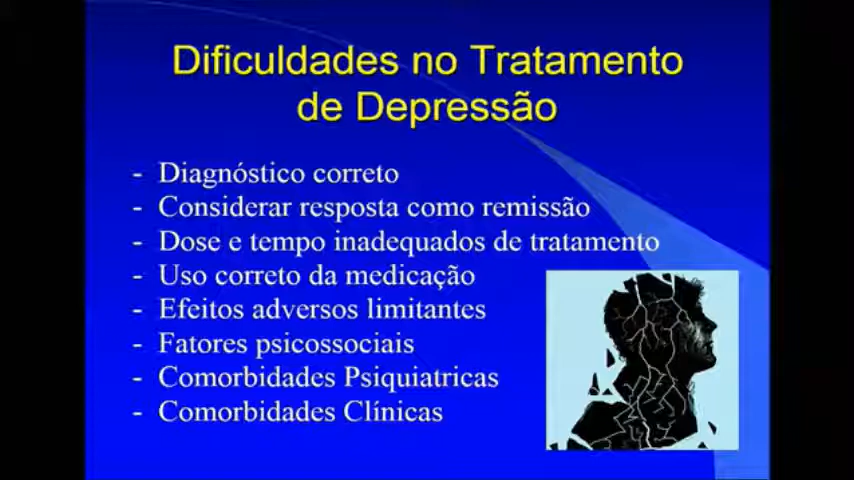 Dificuldades no Tratamento
de Depressão
- Diagnóstico correto
- Considerar resposta como remissão
- Dose e tempo inadequados de tratamento
- Uso correto da medicação
- Efeitos adversos limitantes
- Fatores psicossociais
- Comorbidades Psiquiatricas
- Comorbidades Clínicas